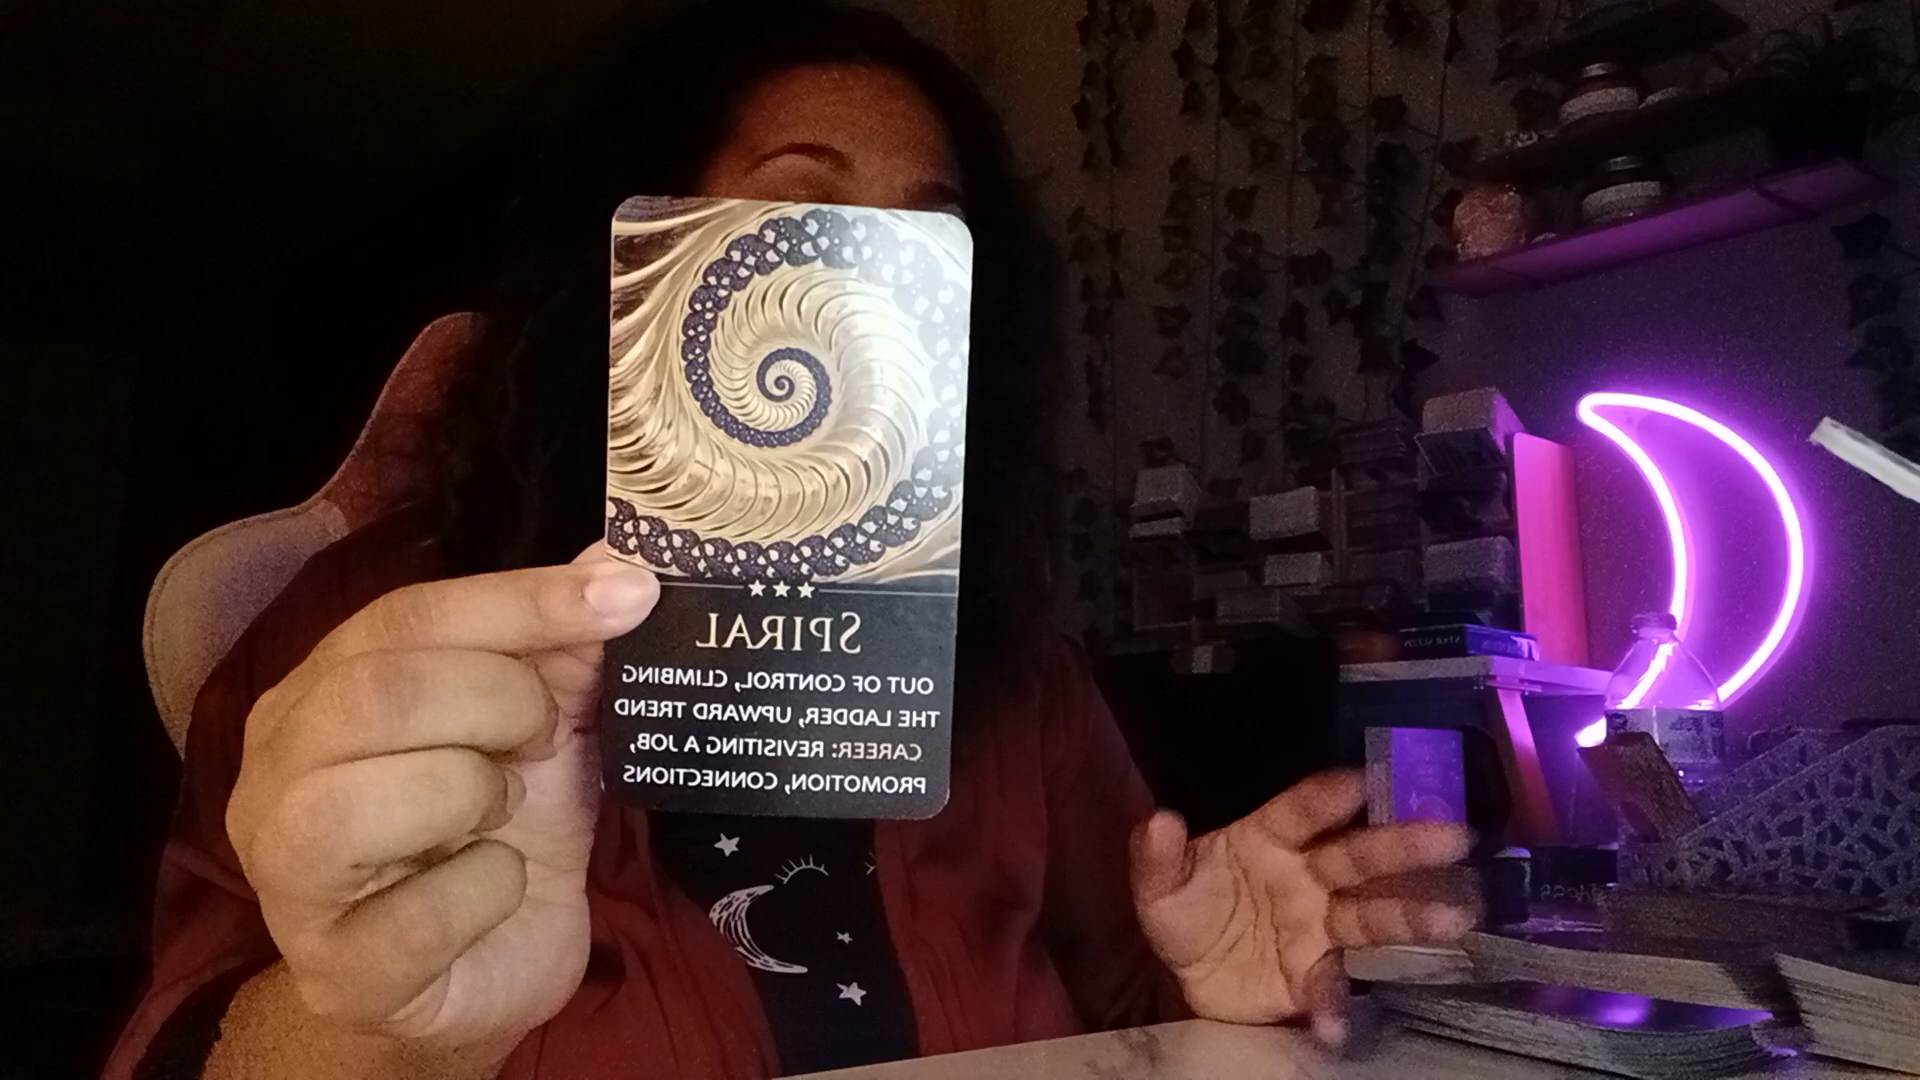 SPIRAL
OUT OF CONTROL, CLIMBING
THE LADDER, UPWARD TREND
CAREER: REVISITING A JOB,
PROMOTION, CONNECTIONS